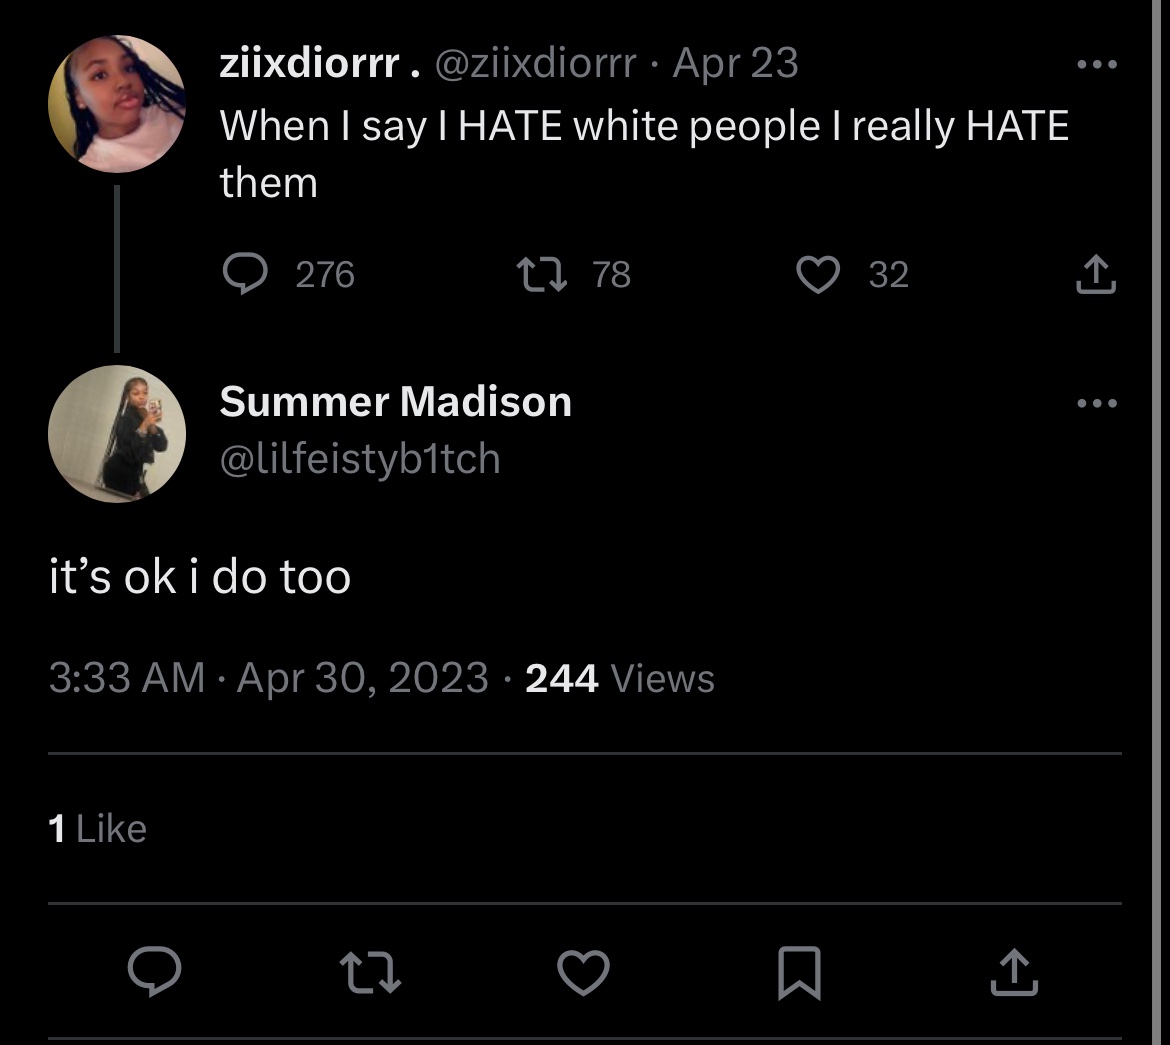 ziixdiorrr . @ziixdiorrr · Apr 23
When I say I HATE white people I really HATE
them
276 78 32
Summer Madison
@lilfeistyb1tch
it’s ok i do too
3:33 AM · Apr 30, 2023 · 244 Views
1 Like